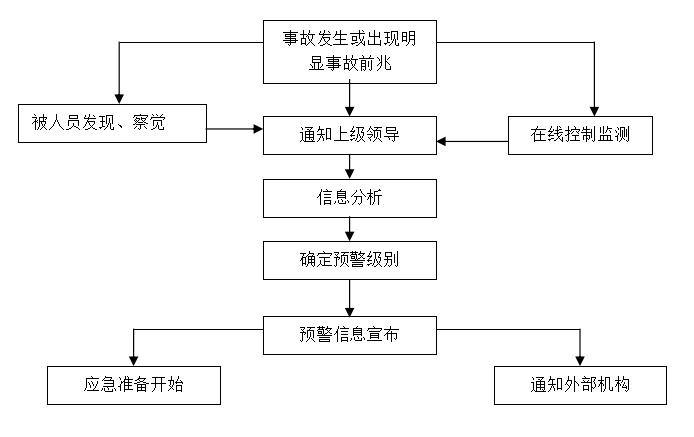 事故发生或出现明
显事故前兆
被人员发现、察觉
通知上级领导
在线控制监测
信息分析
确定预警级别
预警信息宣布
应急准备开始
通知外部机构